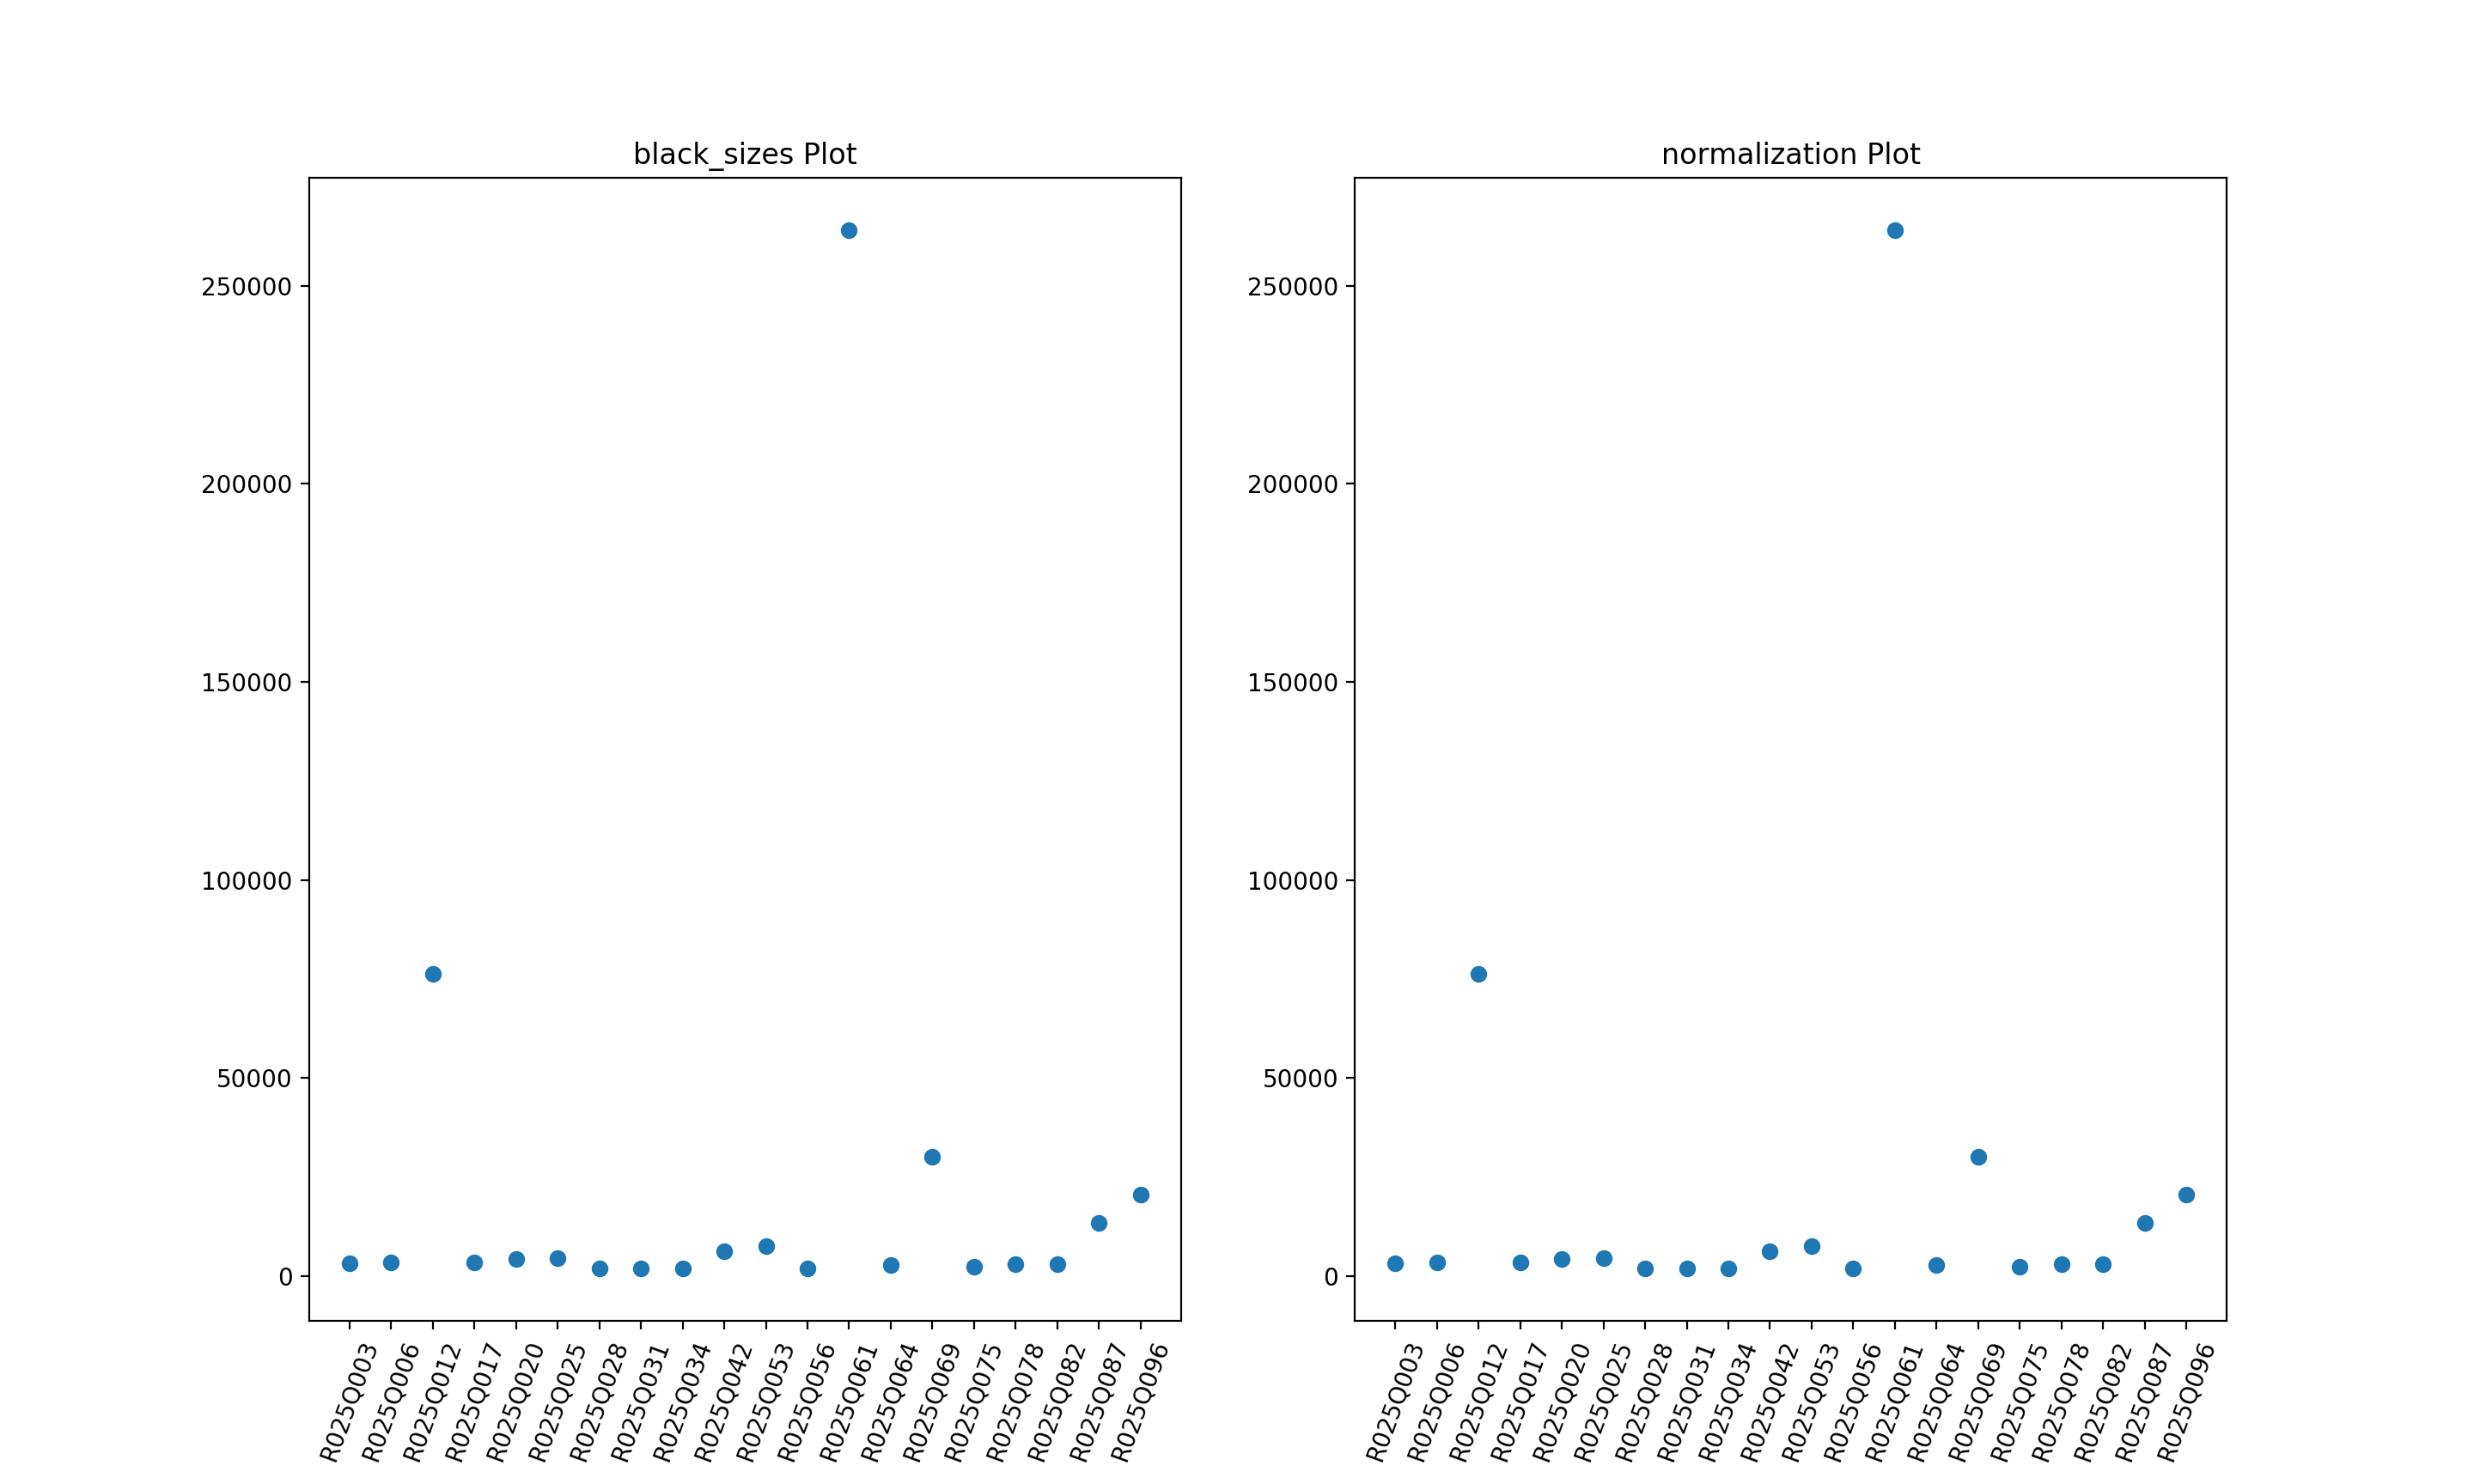 black_sizes Plot
250000
200000
150000
100000
50000
0
R025Q003
R025Q006
R025Q012
R025Q017
R025Q020
R025Q025
R025Q028
R025Q031
R025Q034
R025Q042
R025Q053
R025Q056
R025Q061
R025Q064
R025Q069
R025Q075
R025Q078
R025Q082
R025Q087
R025Q096
normalization Plot
250000
200000
150000
100000
50000
0
R025Q003
R025Q006
R025Q012
R025Q017
R025Q020
R025Q025
R025Q028
R025Q031
R025Q034
R025Q042
R025Q053
R025Q056
R025Q061
R025Q064
R025Q069
R025Q075
R025Q078
R025Q082
R025Q087
R025Q096